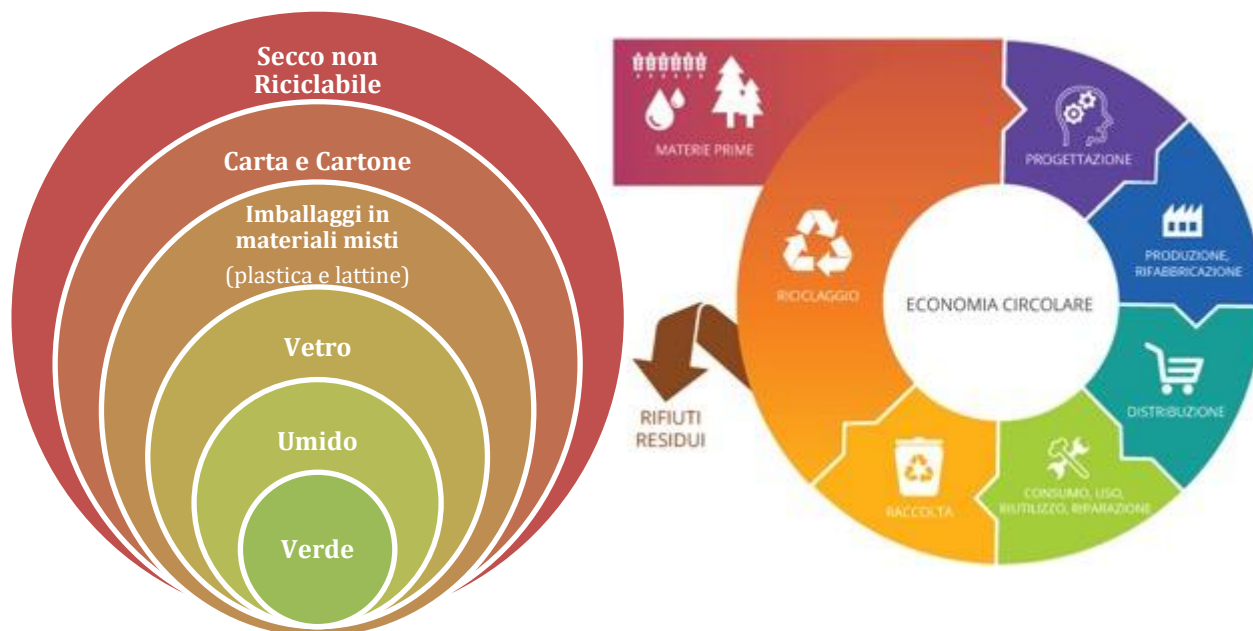 Secco non
Riciclabile
Carta e Cartone
Imballaggi in
materiali misti
(plastica e lattine)
Vetro
Umido
Verde
MATERIE PRIME
PROGETTAZIONE
PRODUZIONE,
RIFABBRICAZIONE
DISTRIBUZIONE
CONSUMO, USO,
RIUTILIZZO, RIPARAZIONE
RACCOLTA
RICICLAGGIO
RIFIUTI
RESIDUI
ECONOMIA CIRCOLARE